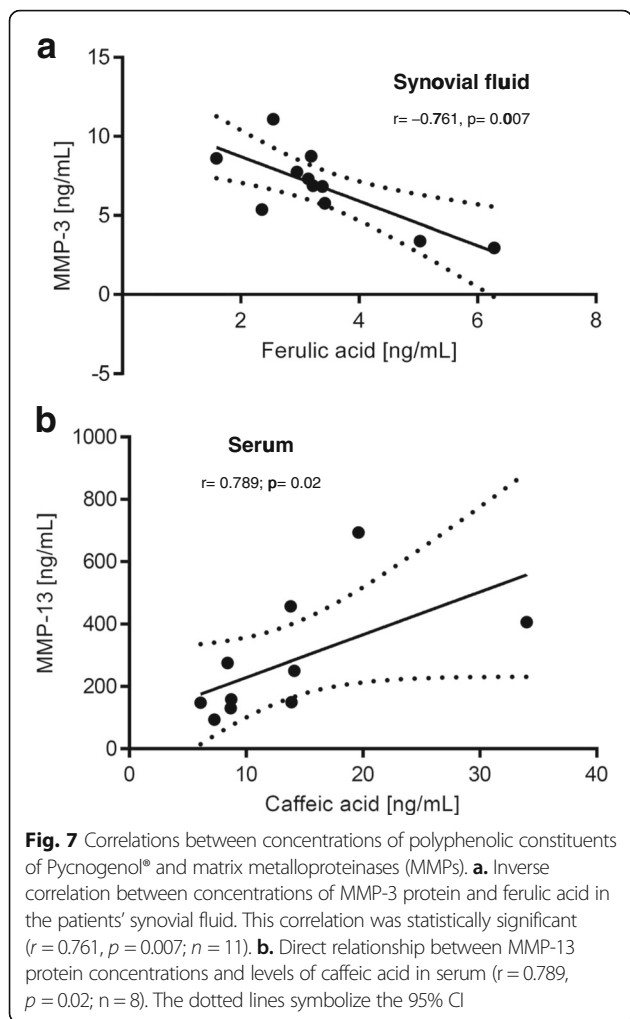 a
Synovial fluid
r= −0.761, p= 0.007
15
10
5
0
-5
MMP-3 [ng/mL]
2 4 6 8
Ferulic acid [ng/mL]
b
Serum
r= 0.789; p= 0.02
1000
800
600
400
200
0
MMP-13 [ng/mL]
0 10 20 30 40
Caffeic acid [ng/mL]
Fig. 7 Correlations between concentrations of polyphenolic constituents
of Pycnogenol® and matrix metalloproteinases (MMPs). a. Inverse
correlation between concentrations of MMP-3 protein and ferulic acid in
the patients’ synovial fluid. This correlation was statistically significant
(r = 0.761, p = 0.007; n = 11). b. Direct relationship between MMP-13
protein concentrations and levels of caffeic acid in serum (r = 0.789,
p = 0.02; n = 8). The dotted lines symbolize the 95% CI